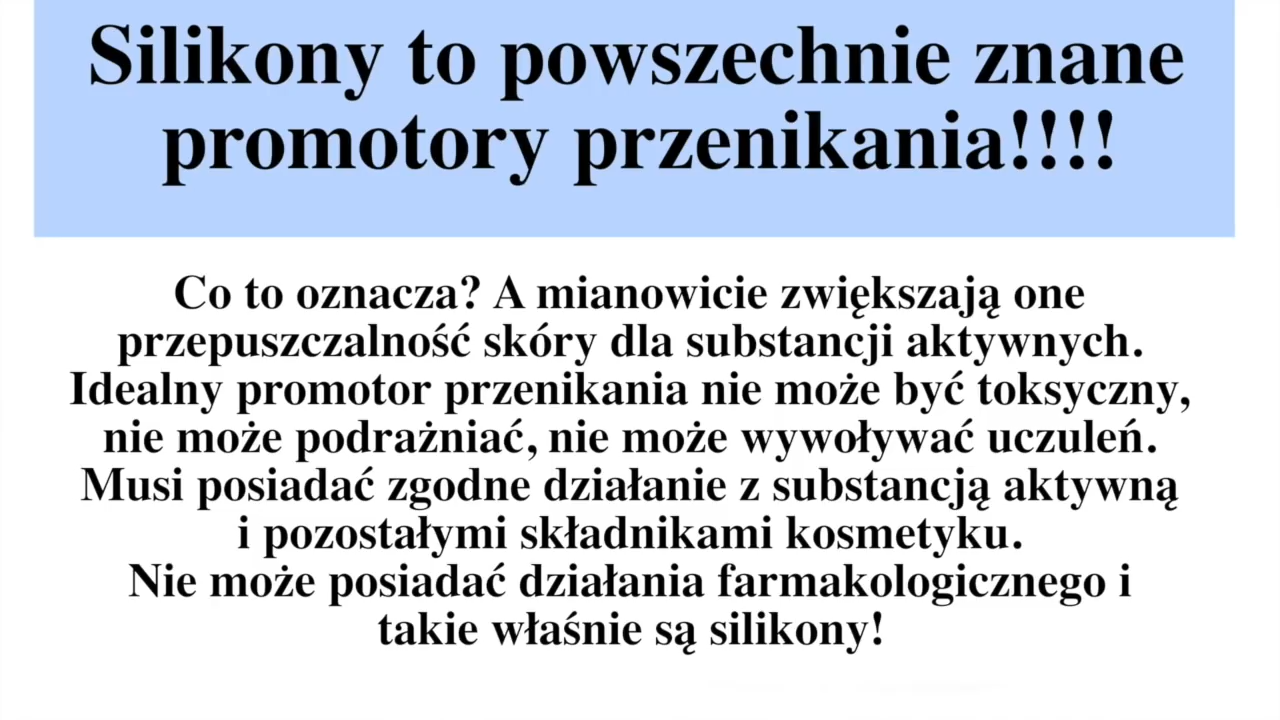 Silikony to powszechnie znane
promotory przenikania!!!!
Co to oznacza? A mianowicie zwiększają one
przepuszczalność skóry dla substancji aktywnych.
Idealny promotor przenikania nie może być toksyczny,
nie może podrażniać, nie może wywoływać uczuleń.
Musi posiadać zgodne działanie z substancją aktywną
i pozostałymi składnikami kosmetyku.
Nie może posiadać działania farmakologicznego i
takie właśnie są silikony!